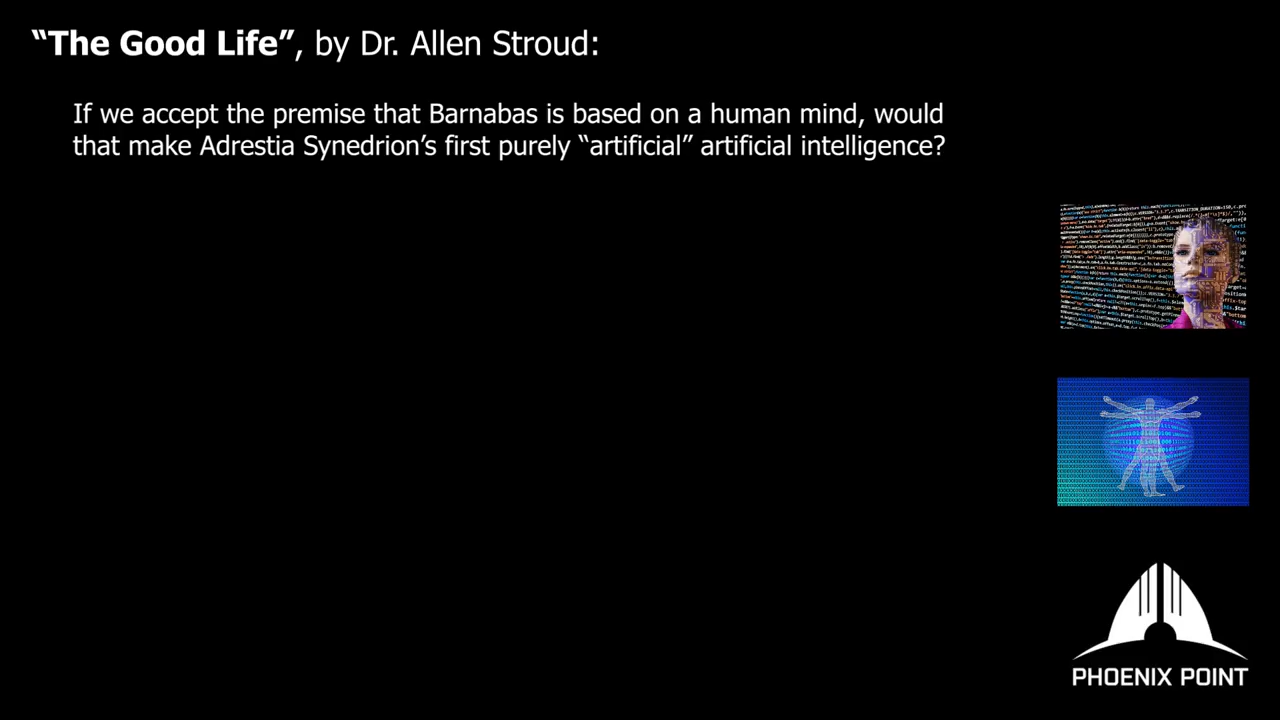 “The Good Life”, by Dr. Allen Stroud:
If we accept the premise that Barnabas is based on a human mind, would
that make Adrestia Synedrion’s first purely “artificial” artificial intelligence?
PHOENIX POINT